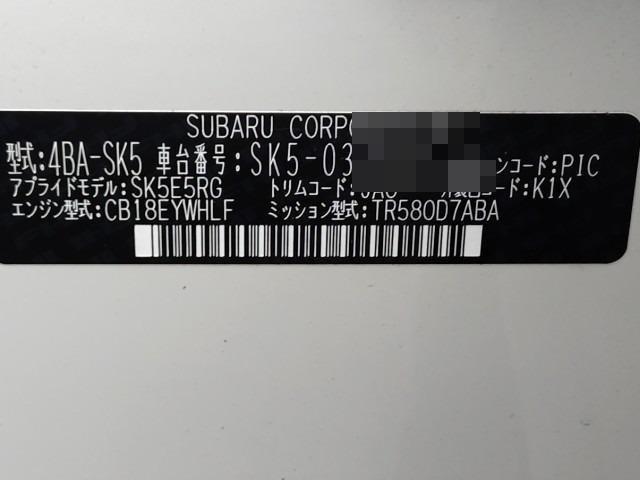 SUBARU CORPO
型式:4BA-SK5 車台番号:SK5-03 ンコード:PIC
アプライドモデル:SK5E5RG トリムコード: コード:K1X
エンジン型式:CB18EYWHLF ミッション型式:TR580D7ABA